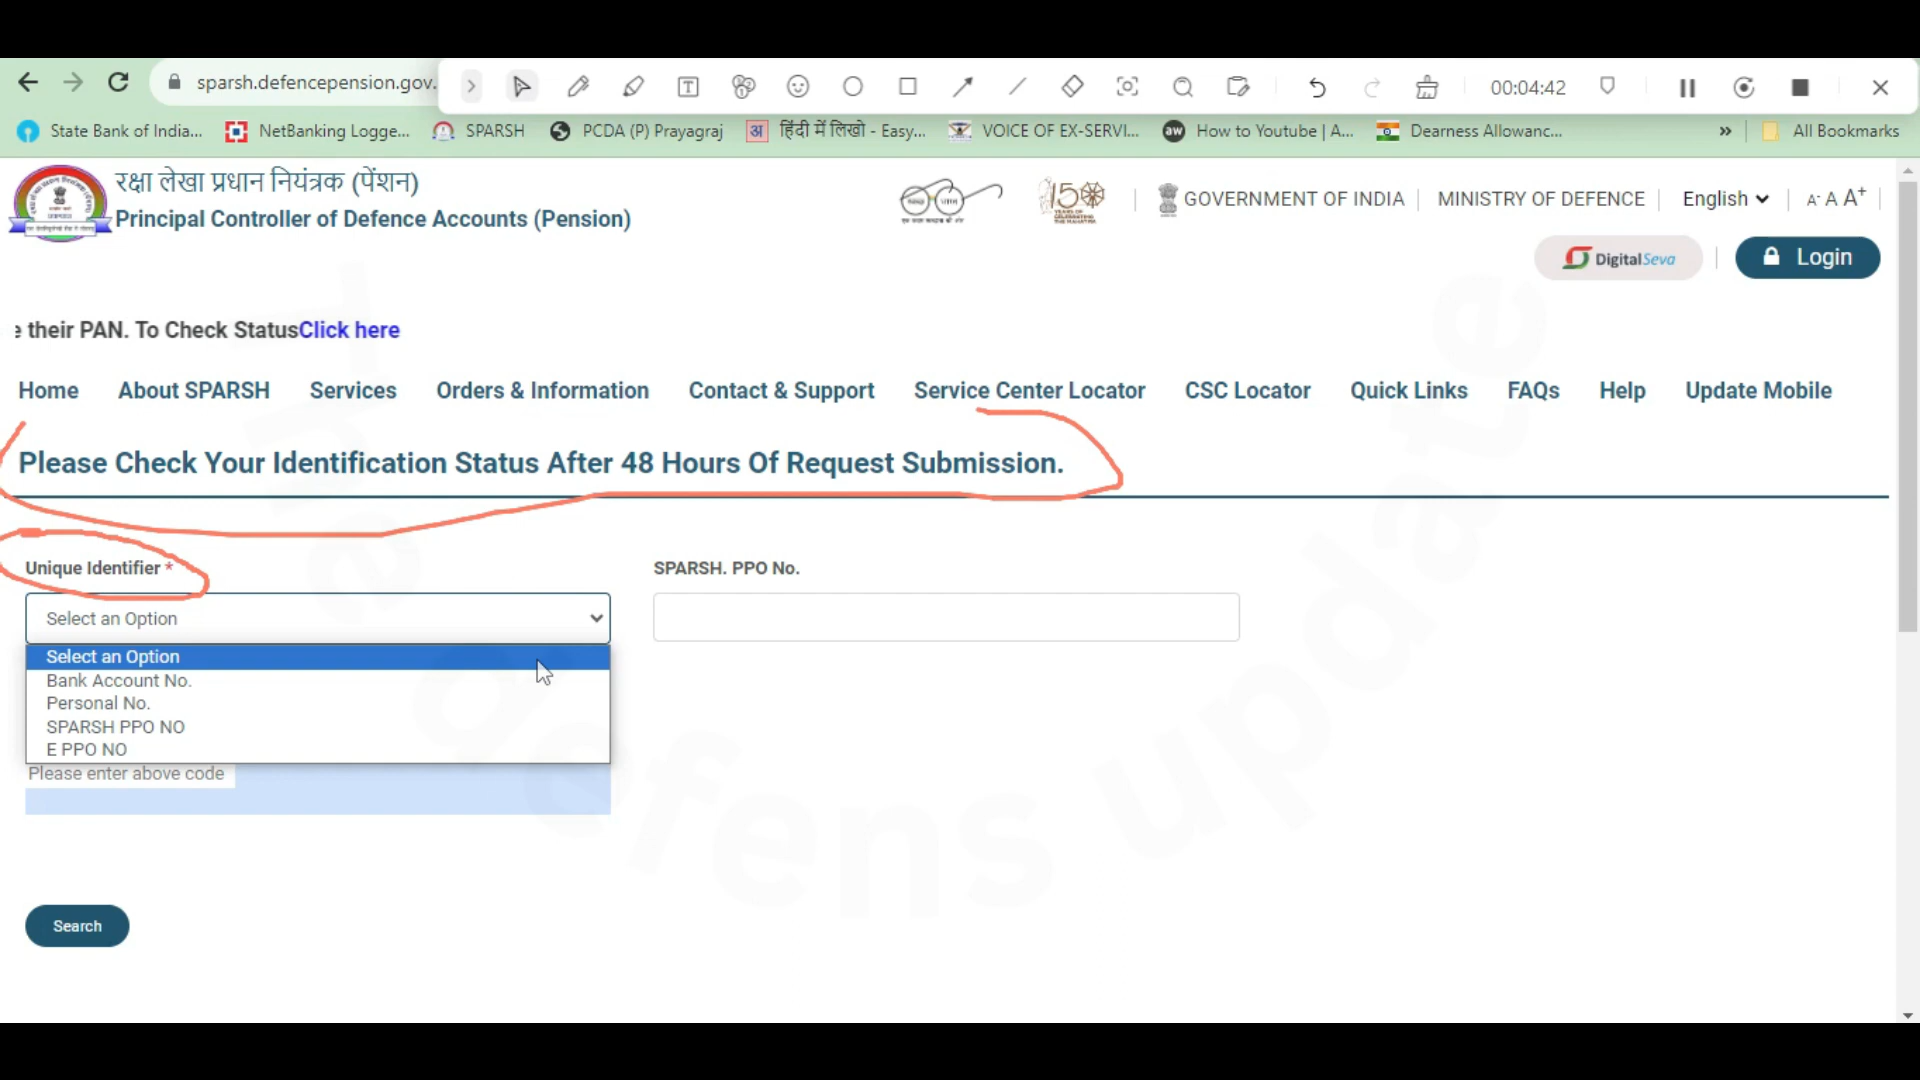 sparsh.defencepension.gov.
00:04:42
State Bank of India... NetBanking Logge... SPARSH PCDA (P) Prayagraj हिंदी में लिखो - Easy... VOICE OF EX-SERVI... How to Youtube | A... Dearness Allowanc... » All Bookmarks
रक्षा लेखा प्रधान नियंत्रक (पेंशन)
Principal Controller of Defence Accounts (Pension)
GOVERNMENT OF INDIA MINISTRY OF DEFENCE English A- A A+
DigitalSeva Login
e their PAN. To Check StatusClick here
Home About SPARSH Services Orders & Information Contact & Support Service Center Locator CSC Locator Quick Links FAQs Help Update Mobile
Please Check Your Identification Status After 48 Hours Of Request Submission.
Unique Identifier * SPARSH. PPO No.
Select an Option
Select an Option
Bank Account No.
Personal No.
SPARSH PPO NO
E PPO NO
Please enter above code
Search
defens update